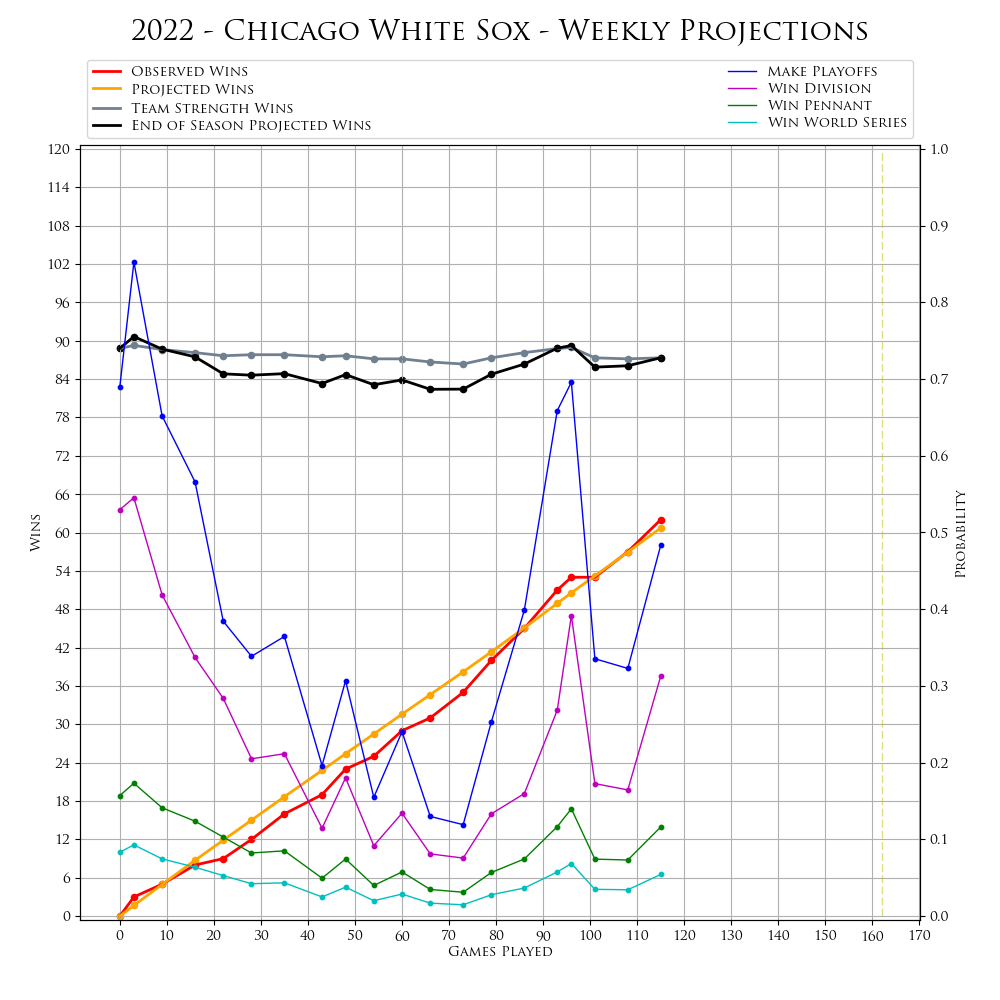 2022 - Chicago White Sox - Weekly Projections
Observed Wins
Projected Wins
Team Strength Wins
End of Season Projected Wins
Make Playoffs
Win Division
Win Pennant
Win World Series
120
114
108
102
96
90
84
78
72
66
60
54
48
42
36
30
24
18
12
6
0
Wins
1.0
0.9
0.8
0.7
0.6
0.5
0.4
0.3
0.2
0.1
0.0
Probability
0 10 20 30 40 50 60 70 80 90 100 110 120 130 140 150 160 170
Games Played